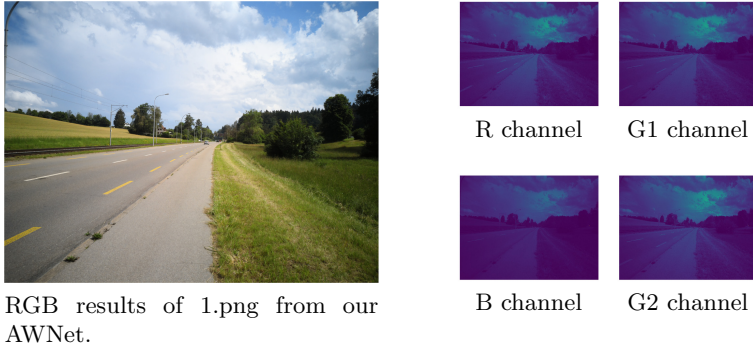 R channel
G1 channel
B channel
G2 channel
RGB results of 1.png from our
AWNet.